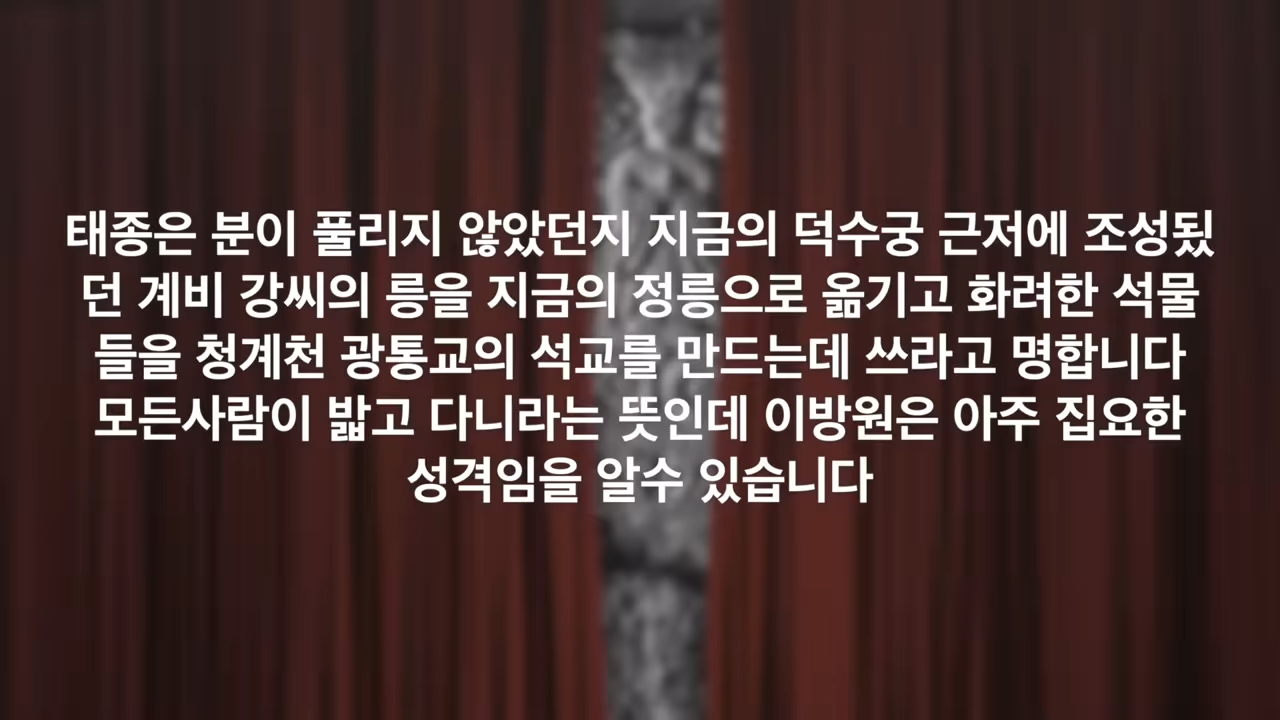 태종은 분이 풀리지 않았던지 지금의 덕수궁 근저에 조성됬
던 계비 강씨의 릉을 지금의 정릉으로 옮기고 화려한 석물
들을 청계천 광통교의 석교를 만드는데 쓰라고 명합니다
모든사람이 밟고 다니라는 뜻인데 이방원은 아주 집요한
성격임을 알수 있습니다